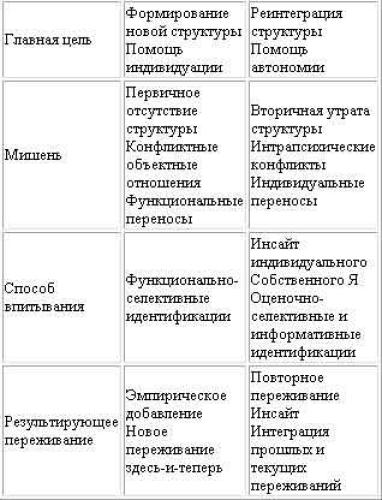 Главная цель
Формирование
новой структуры
Помощь
индивидуации
Реинтеграция
структуры
Помощь
автономии
Мишень
Первичное
отсутствие
структуры
Конфликтные
объектные
отношения
Функциональные
переносы
Вторичная утрата
структуры
Интрапсихические
конфликты
Индивидуальные
переносы
Способ
впитывания
Функционально-
селективные
идентификации
Инсайт
индивидуального
Собственного Я
Оценочно-
селективные и
информативные
идентификации
Результирующее
переживание
Эмпирическое
добавление
Новое
переживание
здесь-и-теперь
Повторное
переживание
Инсайт
Интеграция
прошлых и
текущих
переживаний